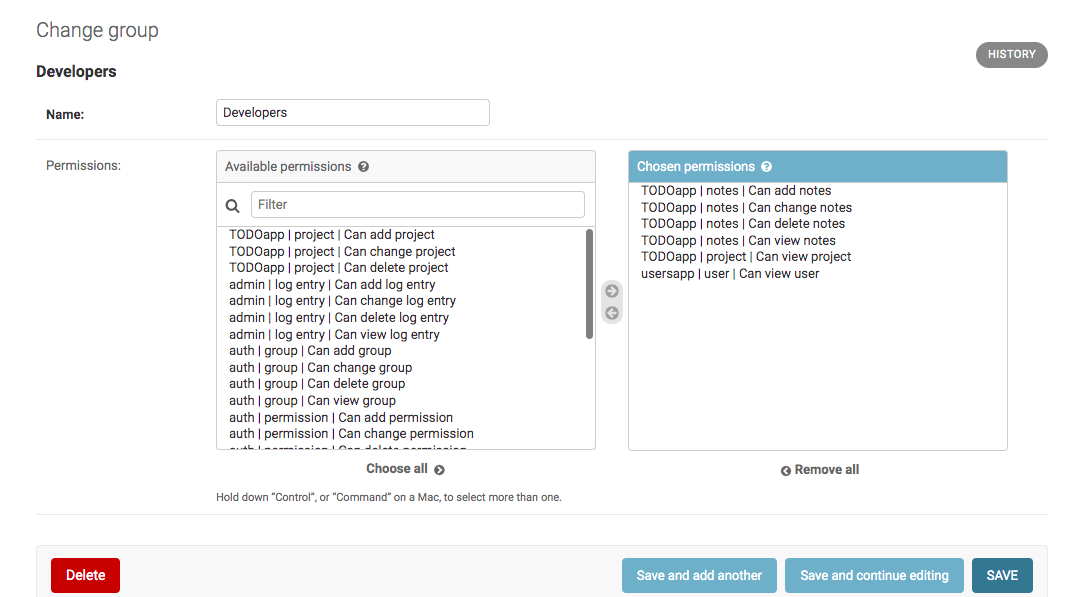 Change group
HISTORY
Developers
Name:
Developers
Permissions:
Available permissions ?
Filter
TODOapp | project | Can add project
TODOapp | project | Can change project
TODOapp | project | Can delete project
admin | log entry | Can add log entry
admin | log entry | Can change log entry
admin | log entry | Can delete log entry
admin | log entry | Can view log entry
auth | group | Can add group
auth | group | Can change group
auth | group | Can delete group
auth | group | Can view group
auth | permission | Can add permission
auth | permission | Can change permission
auth | permission | Can delete permission
Choose all
Chosen permissions ?
TODOapp | notes | Can add notes
TODOapp | notes | Can change notes
TODOapp | notes | Can delete notes
TODOapp | notes | Can view notes
TODOapp | project | Can view project
usersapp | user | Can view user
Remove all
Hold down “Control”, or “Command” on a Mac, to select more than one.
Delete
Save and add another
Save and continue editing
SAVE